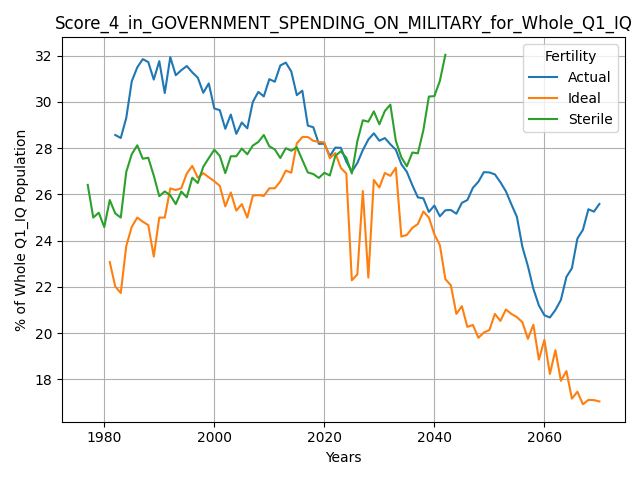 Score_4_in_GOVERNMENT_SPENDING_ON_MILITARY_for_Whole_Q1_IQ
Fertility
Actual
Ideal
Sterile
% of Whole Q1_IQ Population
32
30
28
26
24
22
20
18
1980 2000 2020 2040 2060
Years